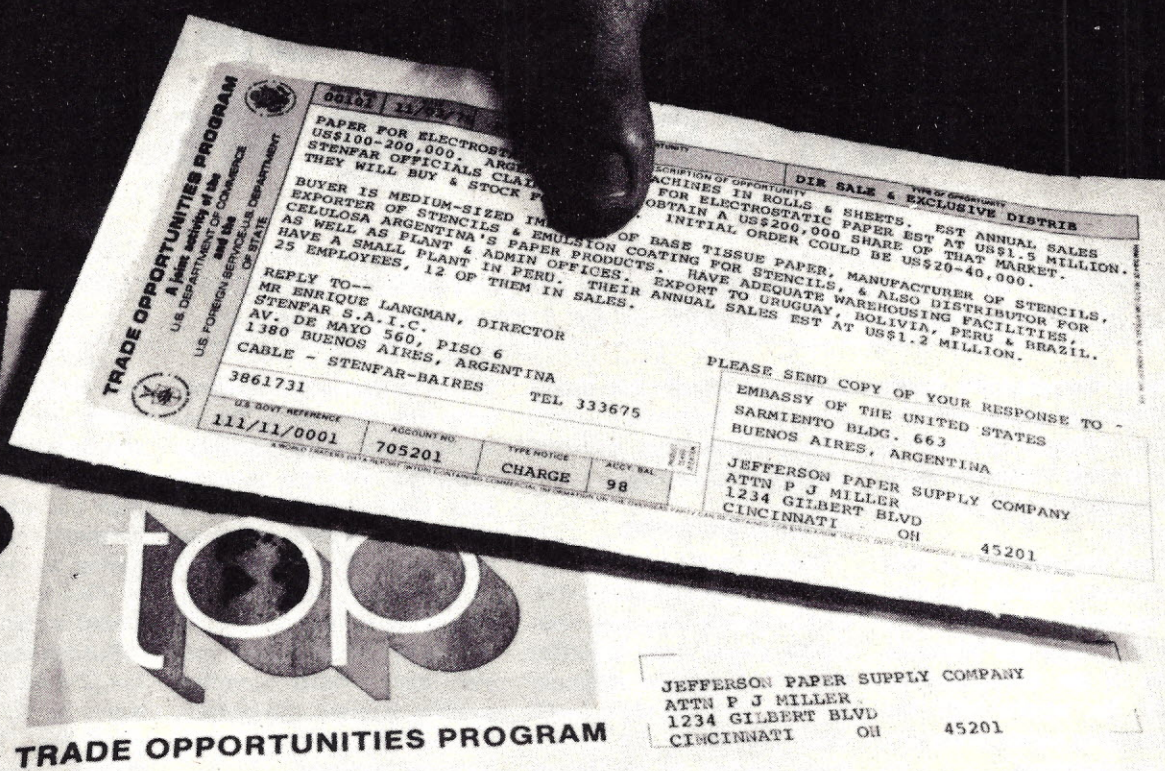 TRADE OPPORTUNITIES PROGRAM
A joint activity of the
U.S. DEPARTMENT OF COMMERCE
and the
U.S. FOREIGN SERVICE-US DEPARTMENT
OF STATE
00101
DESCRIPTION OF OPPORTUNITY
TYPE OF OPPORTUNITY
DIR SALE & EXCLUSIVE DISTRIB
PAPER FOR ELECTROSTA ACHINES IN ROLLS & SHEETS. EST ANNUAL SALES
US$100-200,000. ARGE FOR ELECTROSTATIC PAPER EST AT US$1.5 MILLION.
STENFAR OFFICIALS CLAI OBTAIN A US$200,000 SHARE OF THAT MARKET.
THEY WILL BUY & STOCK INITIAL ORDER COULD BE US$20-40,000.
BUYER IS MEDIUM-SIZED IM OF BASE TISSUE PAPER, MANUFACTURER OF STENCILS,
EXPORTER OF STENCILS & EMULSION COATING FOR STENCILS, & ALSO DISTRIBUTOR FOR
CELULOSA ARGENTINA'S PAPER PRODUCTS. HAVE ADEQUATE WAREHOUSING FACILITIES,
AS WELL AS PLANT & ADMIN OFFICES. EXPORT TO URUGUAY, BOLIVIA, PERU & BRAZIL.
HAVE A SMALL PLANT IN PERU. THEIR ANNUAL SALES EST AT US$1.2 MILLION.
25 EMPLOYEES, 12 OF THEM IN SALES.
REPLY TO--
MR ENRIQUE LANGMAN, DIRECTOR
STENFAR S.A.I.C.
AV. DE MAYO 560, PISO 6
1380 BUENOS AIRES, ARGENTINA
CABLE - STENFAR-BAIRES TEL 333675
3861731
U.S. GOVT. REFERENCE
111/11/0001
ACCOUNT NO.
705201
TYPE NOTICE
CHARGE
ACCT. BAL
98
PLEASE SEND COPY OF YOUR RESPONSE TO -
EMBASSY OF THE UNITED STATES
SARMIENTO BLDG. 663
BUENOS AIRES, ARGENTINA
JEFFERSON PAPER SUPPLY COMPANY
ATTN P J MILLER
1234 GILBERT BLVD
CINCINNATI OH 45201
top
TRADE OPPORTUNITIES PROGRAM
JEFFERSON PAPER SUPPLY COMPANY
ATTN P J MILLER
1234 GILBERT BLVD
CINCINNATI OH 45201